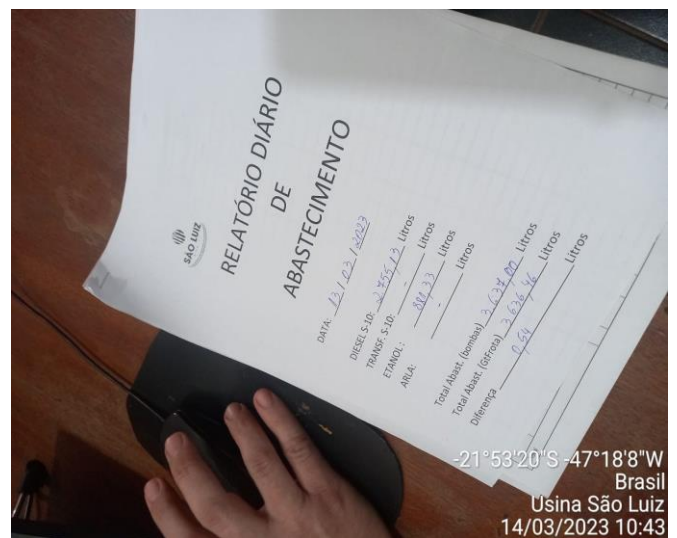 SÃO LUIZ
RELATÓRIO DIÁRIO
DE
ABASTECIMENTO
DATA: 13/03/2023
DIESEL S-10: 2755,13 Litros
TRANSF. S-10: - Litros
ETANOL: 881,33 Litros
ARLA: - Litros
Total Abast. (bombas) 3.637,00 Litros
Total Abast. (GtFrota) 3.636,46 Litros
Diferença 0,54 Litros
-21°53'20"S -47°18'8"W
Brasil
Usina São Luiz
14/03/2023 10:43